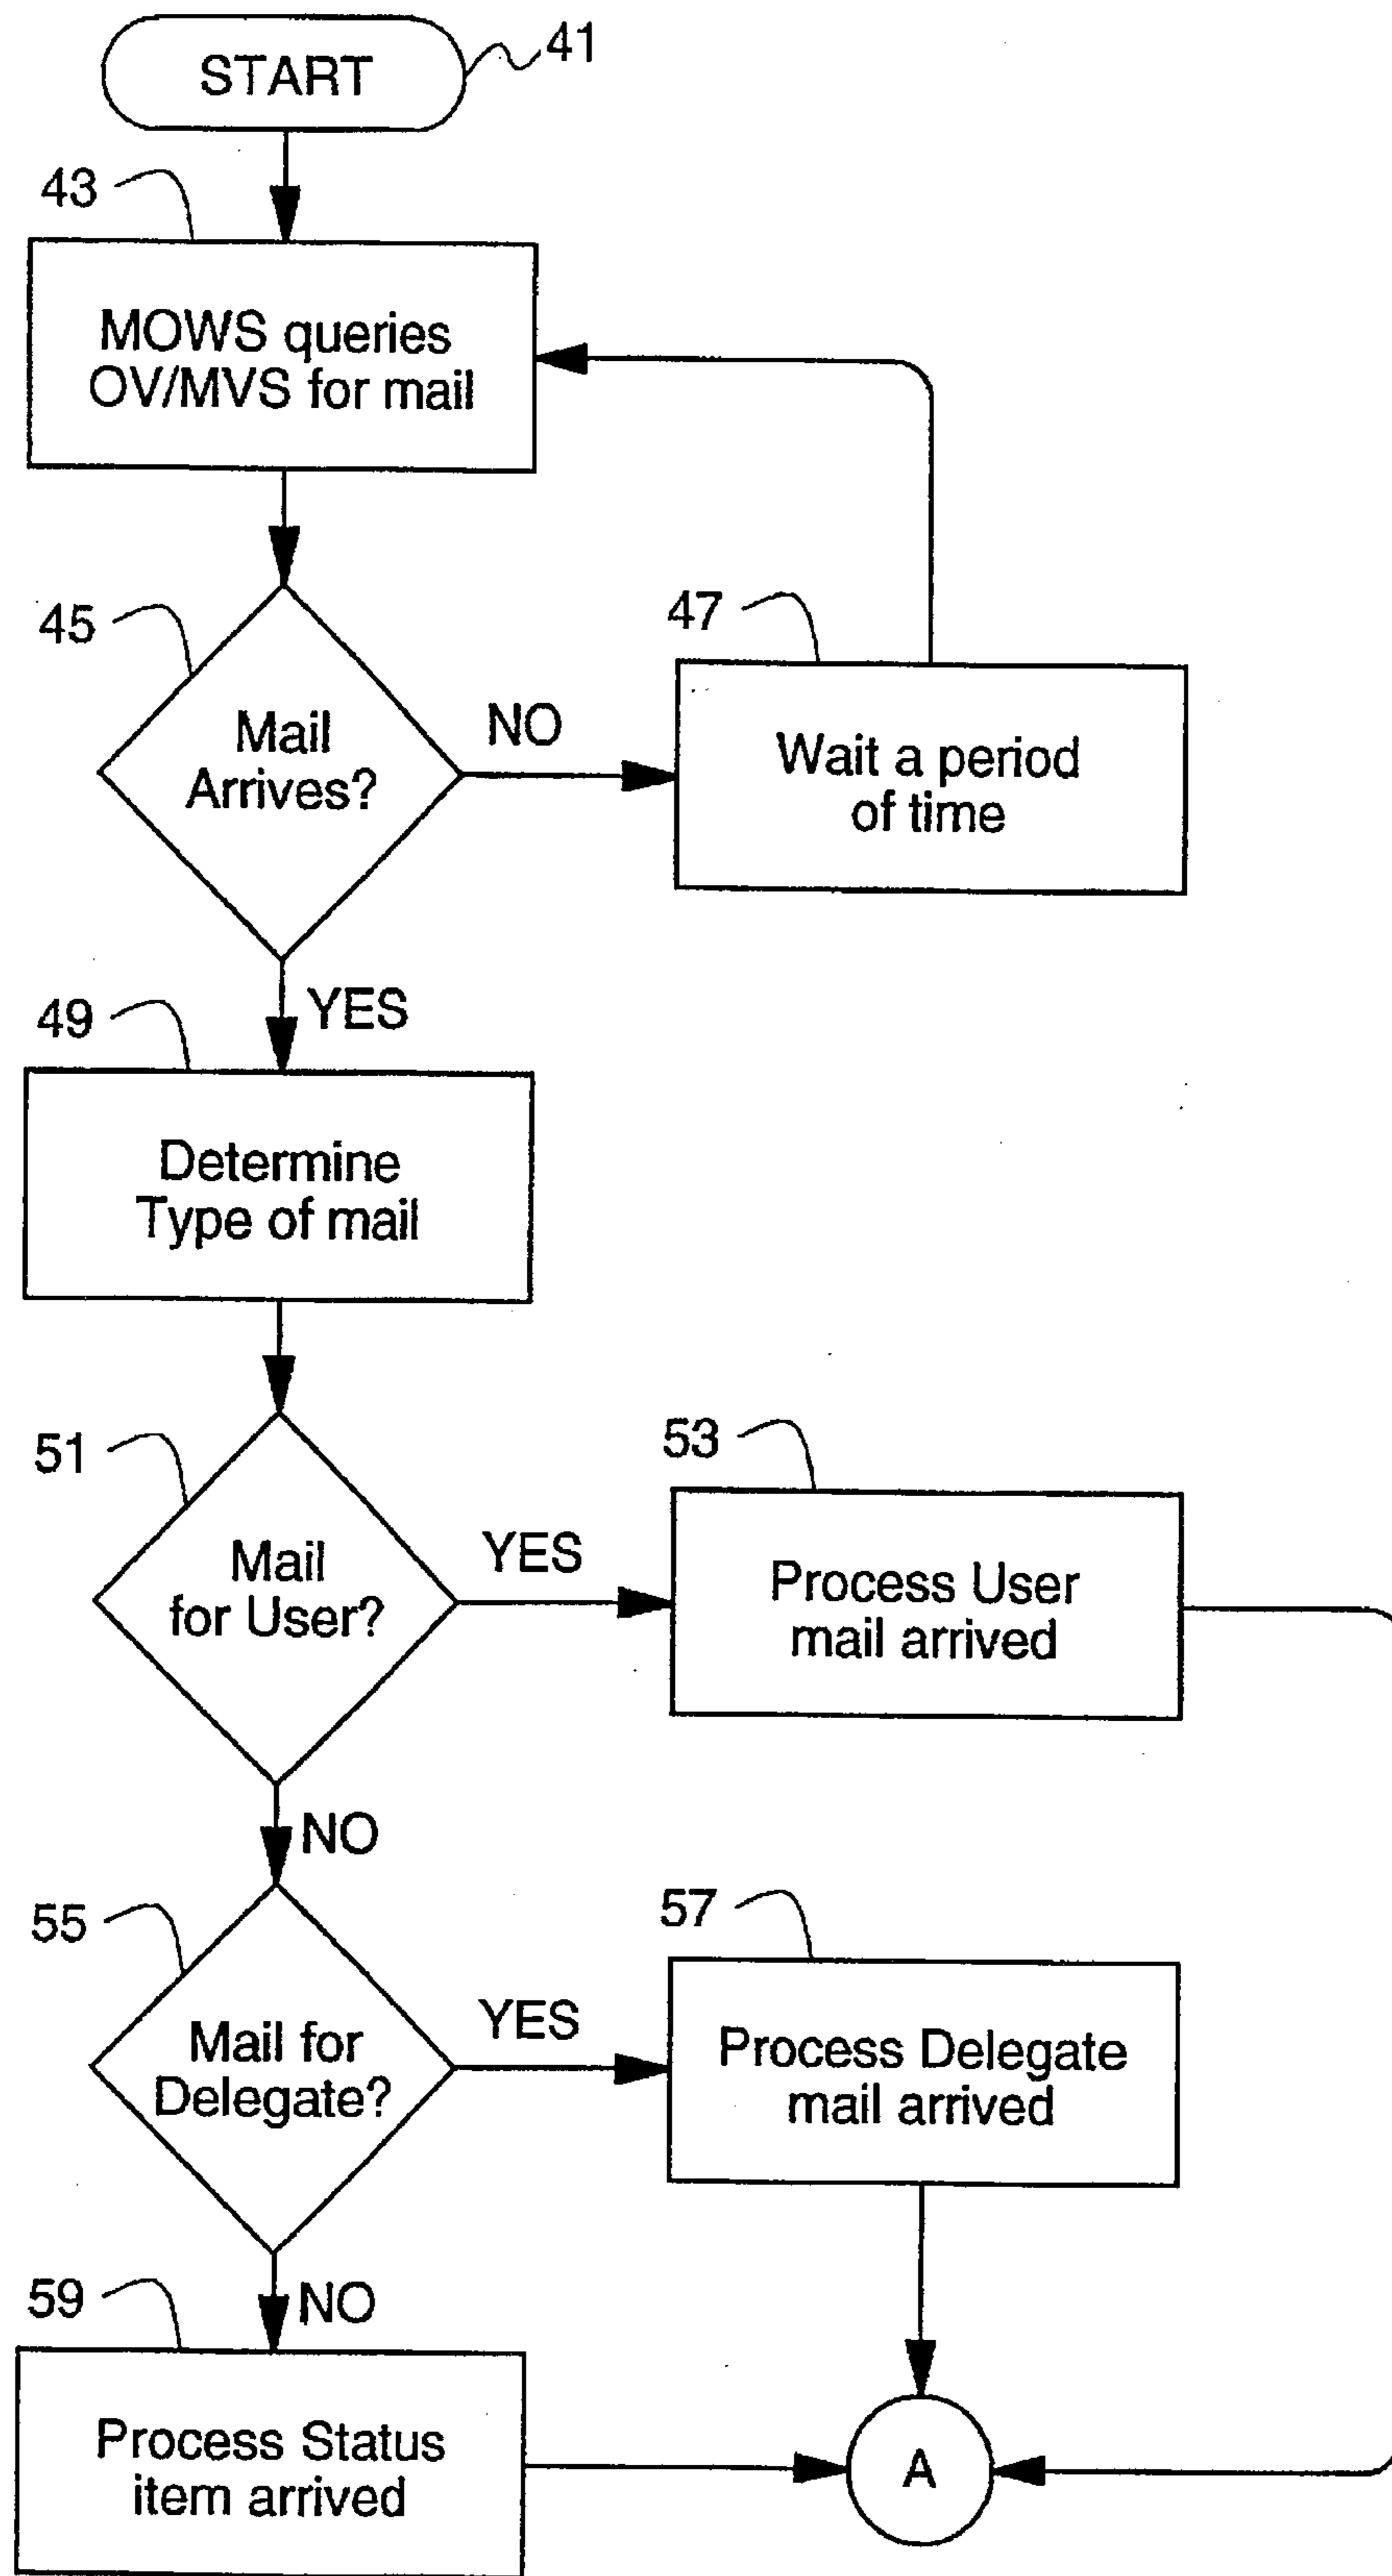 START
41
43
MOWS queries
OV/MVS for mail
45
Mail
Arrives?
NO
47
Wait a period
of time
YES
49
Determine
Type of mail
51
Mail
for User?
YES
53
Process User
mail arrived
NO
55
Mail for
Delegate?
YES
57
Process Delegate
mail arrived
NO
59
Process Status
item arrived
A